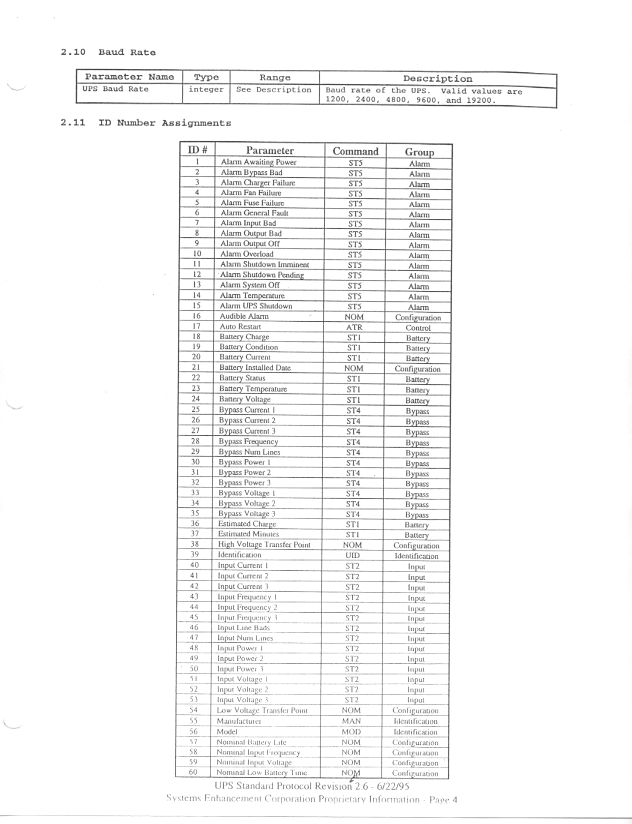 2.10 Baud Rate
Parameter Name Type Range Description
UPS Baud Rate integer See Description Baud rate of the UPS. Valid values are
1200, 2400, 4800, 9600, and 19200.
2.11 ID Number Assignments
ID # Parameter Command Group
1 Alarm Awaiting Power ST5 Alarm
2 Alarm Bypass Bad ST5 Alarm
3 Alarm Charger Failure ST5 Alarm
4 Alarm Fan Failure ST5 Alarm
5 Alarm Fuse Failure ST5 Alarm
6 Alarm General Fault ST5 Alarm
7 Alarm Input Bad ST5 Alarm
8 Alarm Output Bad ST5 Alarm
9 Alarm Output Off ST5 Alarm
10 Alarm Overload ST5 Alarm
11 Alarm Shutdown Imminent ST5 Alarm
12 Alarm Shutdown Pending ST5 Alarm
13 Alarm System Off ST5 Alarm
14 Alarm Temperature ST5 Alarm
15 Alarm UPS Shutdown ST5 Alarm
16 Audible Alarm NOM Configuration
17 Auto Restart ATR Control
18 Battery Charge ST1 Battery
19 Battery Condition ST1 Battery
20 Battery Current ST1 Battery
21 Battery Installed Date NOM Configuration
22 Battery Status ST1 Battery
23 Battery Temperature ST1 Battery
24 Battery Voltage ST1 Battery
25 Bypass Current 1 ST4 Bypass
26 Bypass Current 2 ST4 Bypass
27 Bypass Current 3 ST4 Bypass
28 Bypass Frequency ST4 Bypass
29 Bypass Num Lines ST4 Bypass
30 Bypass Power 1 ST4 Bypass
31 Bypass Power 2 ST4 Bypass
32 Bypass Power 3 ST4 Bypass
33 Bypass Voltage 1 ST4 Bypass
34 Bypass Voltage 2 ST4 Bypass
35 Bypass Voltage 3 ST4 Bypass
36 Estimated Charge ST1 Battery
37 Estimated Minutes ST1 Battery
38 High Voltage Transfer Point NOM Configuration
39 Identification UID Identification
40 Input Current 1 ST2 Input
41 Input Current 2 ST2 Input
42 Input Current 3 ST2 Input
43 Input Frequency 1 ST2 Input
44 Input Frequency 2 ST2 Input
45 Input Frequency 3 ST2 Input
46 Input Line Bads ST2 Input
47 Input Num Lines ST2 Input
48 Input Power 1 ST2 Input
49 Input Power 2 ST2 Input
50 Input Power 3 ST2 Input
51 Input Voltage 1 ST2 Input
52 Input Voltage 2 ST2 Input
53 Input Voltage 3 ST2 Input
54 Low Voltage Transfer Point NOM Configuration
55 Manufacturer MAN Identification
56 Model MOD Identification
57 Nominal Battery Life NOM Configuration
58 Nominal Input Frequency NOM Configuration
59 Nominal Input Voltage NOM Configuration
60 Nominal Low Battery Time NOM Configuration
UPS Standard Protocol Revision 2.6 - 6/22/95
Systems Enhancement Corporation Proprietary Information - Page 4